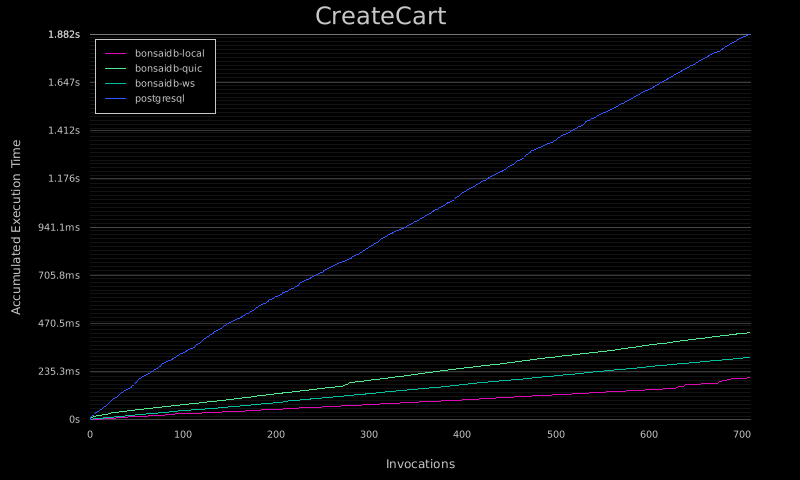 CreateCart
1.882s
1.647s
1.412s
1.176s
941.1ms
705.8ms
470.5ms
235.3ms
0s
bonsaidb-local
bonsaidb-quic
bonsaidb-ws
postgresql
Accumulated Execution Time
0 100 200 300 400 500 600 700
Invocations